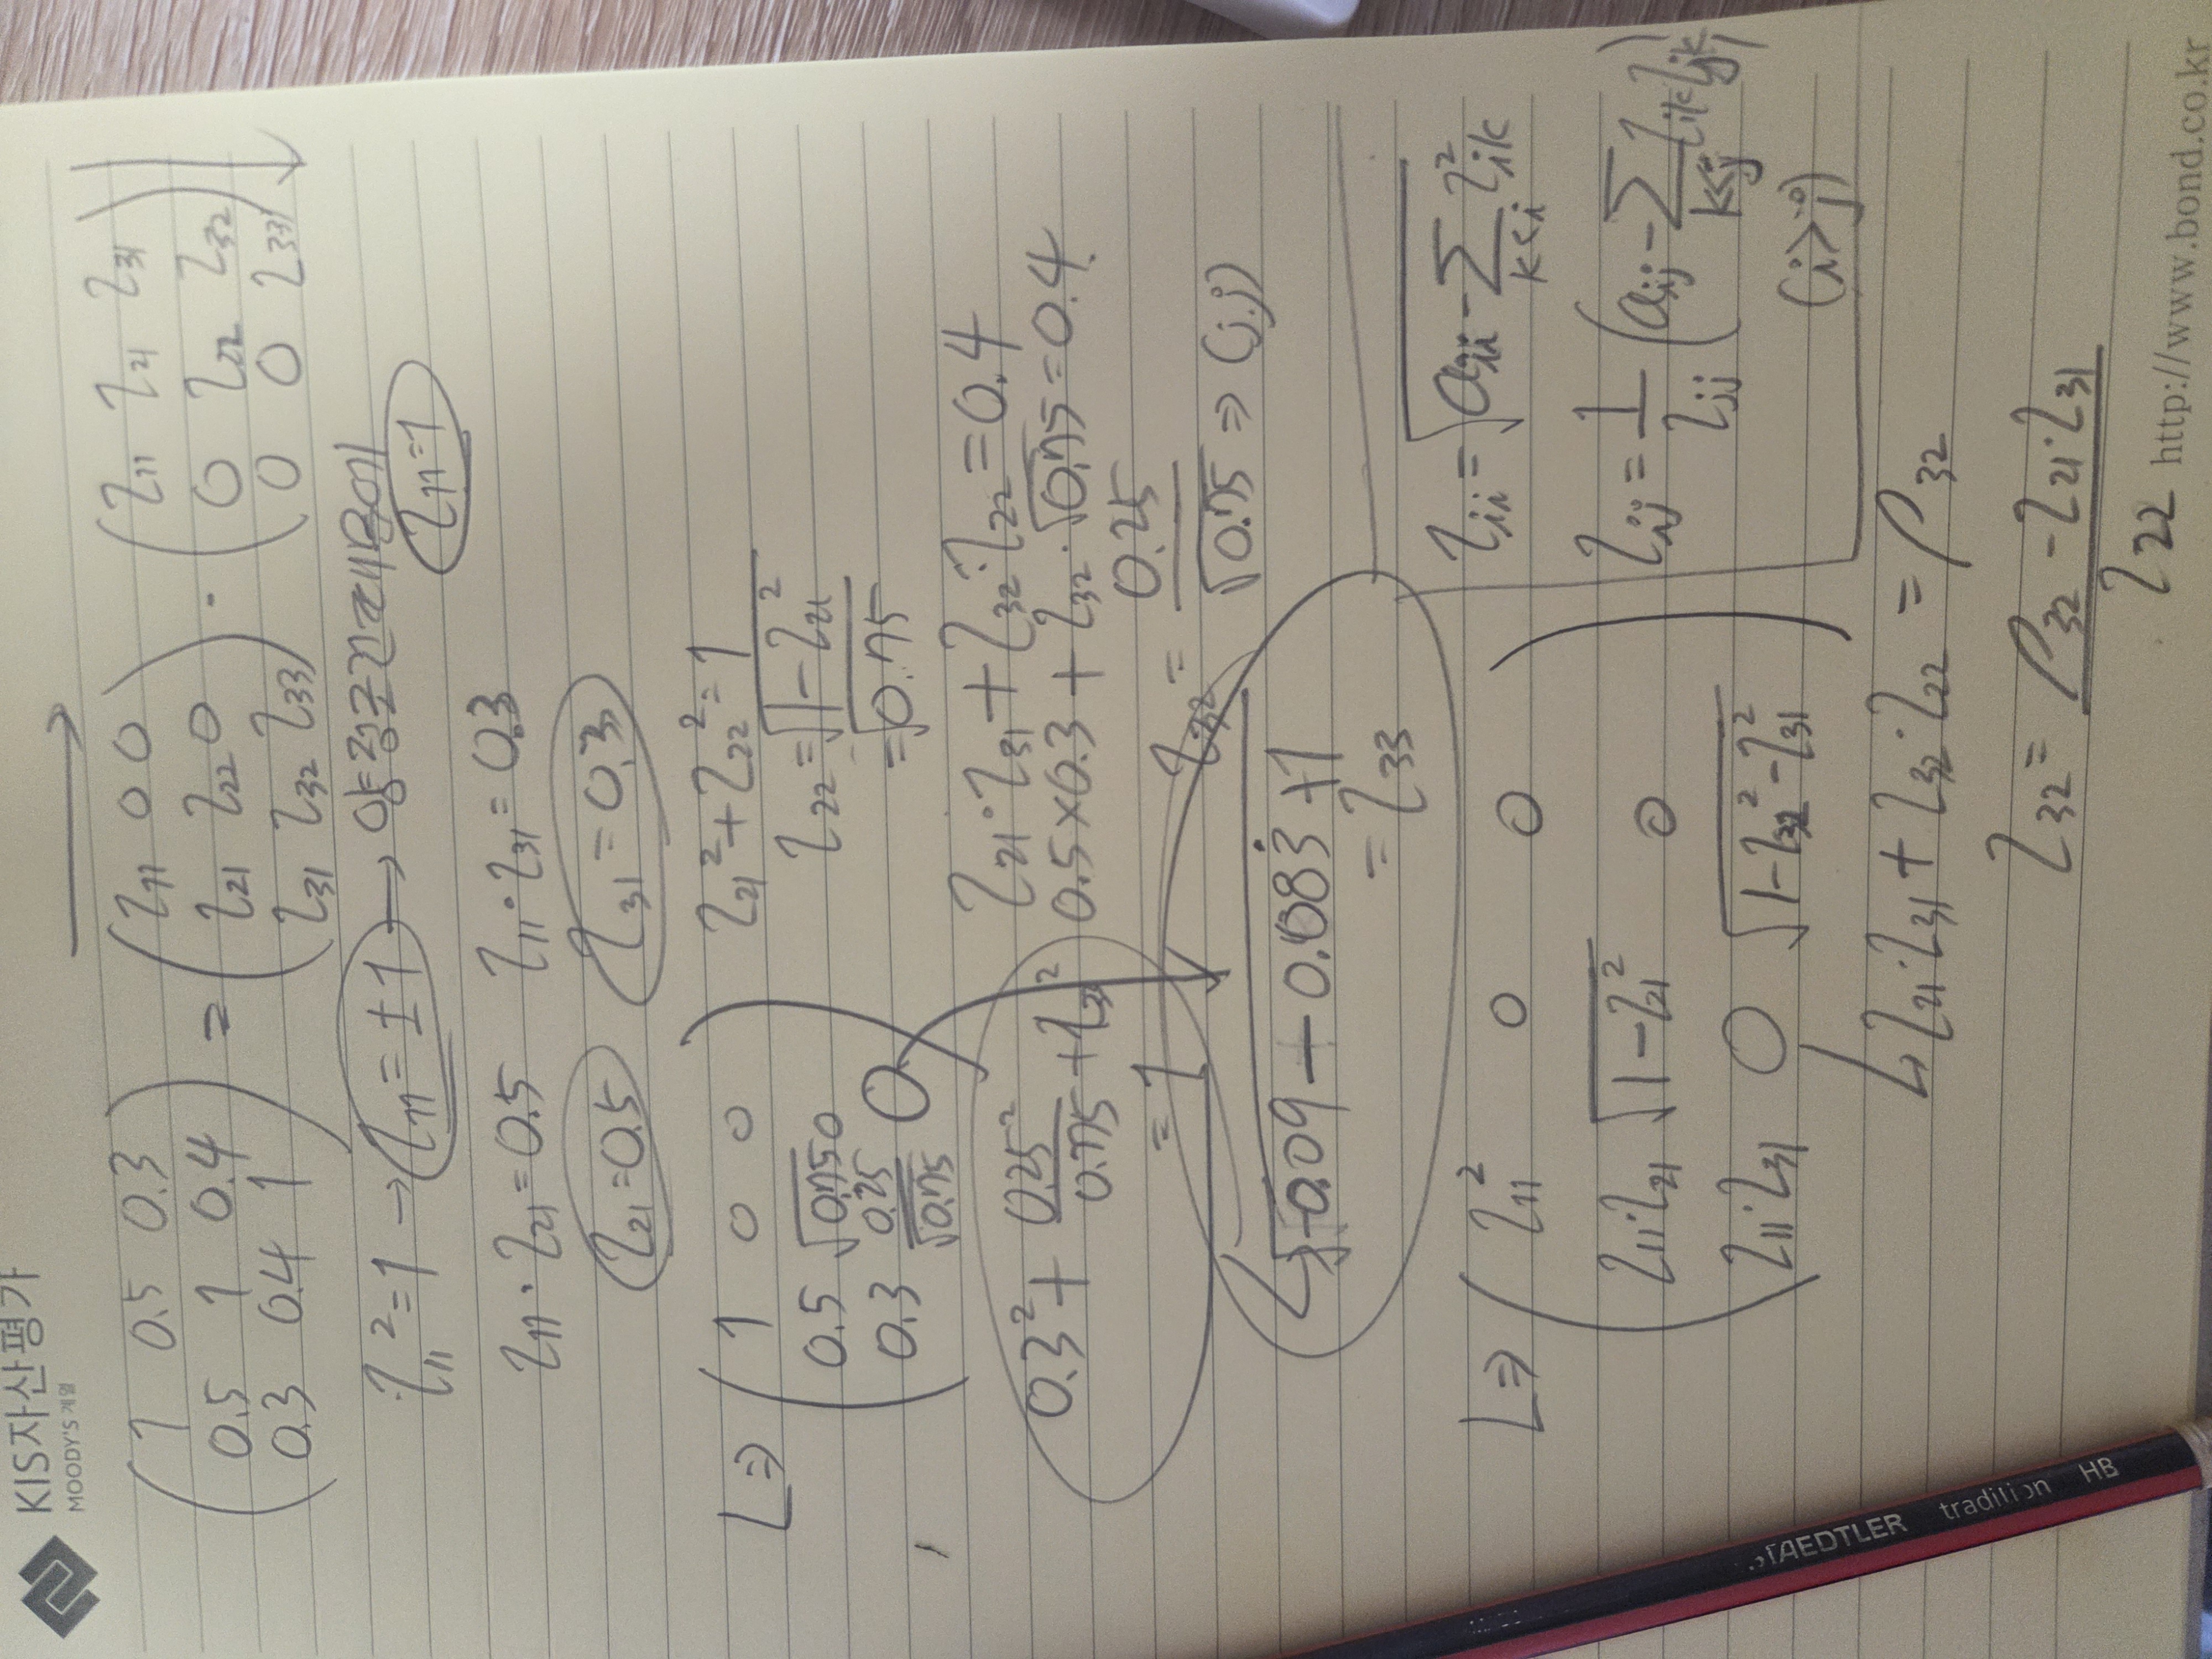 KIS자산평가
MOODY'S 계열
→
( 1 0.5 0.3 ) = ( l₁₁ 0 0 ) · ( l₁₁ l₂₁ l₃₁ )
( 0.5 1 0.4 ) ( l₂₁ l₂₂ 0 ) ( 0 l₂₂ l₃₂ )
( 0.3 0.4 1 ) ( l₃₁ l₃₂ l₃₃ ) ( 0 0 l₃₃ ) ↓
l₁₁² = 1 → l₁₁ = ±1 → 양정조건 때문에
l₁₁ = 1
l₁₁ · l₂₁ = 0.5 l₁₁ · l₃₁ = 0.3
l₂₁ = 0.5 l₃₁ = 0.3
L ⇒ ( 1 0 0 )
( 0.5 √0.75 0 )
( 0.3 0.25/√0.75 ○ )
l₂₁² + l₂₂² = 1
l₂₂ = √(1 - l₂₁²)
= √0.75
l₂₁ · l₃₁ + l₃₂ · l₂₂ = 0.4
0.5 × 0.3 + l₃₂ · √0.75 = 0.4
l₃₂ = 0.25/√0.75 ⇒ (j.j)
0.3² + 0.25²/0.75 + l₃₃²
= 1
√(-0.09 - 0.083̇ + 1)
= l₃₃
L ⇒ ( l₁₁² 0 0 )
( l₁₁·l₂₁ √(1 - l₂₁²) 0 )
( l₁₁·l₃₁ ○ √(1 - l₃₂² - l₃₁²) )
lᵢᵢ = √(aᵢᵢ - Σ_{k<i} l²ᵢₖ)
lᵢⱼ = 1/lⱼⱼ (aᵢⱼ - Σ_{k<j} lᵢₖ lⱼₖ)
(i>j)
↳ l₂₁·l₃₁ + l₃₂·l₂₂ = ρ₃₂
l₃₂ = (ρ₃₂ - l₂₁·l₃₁)/l₂₂
http://www.bond.co.kr
STAEDTLER tradition HB